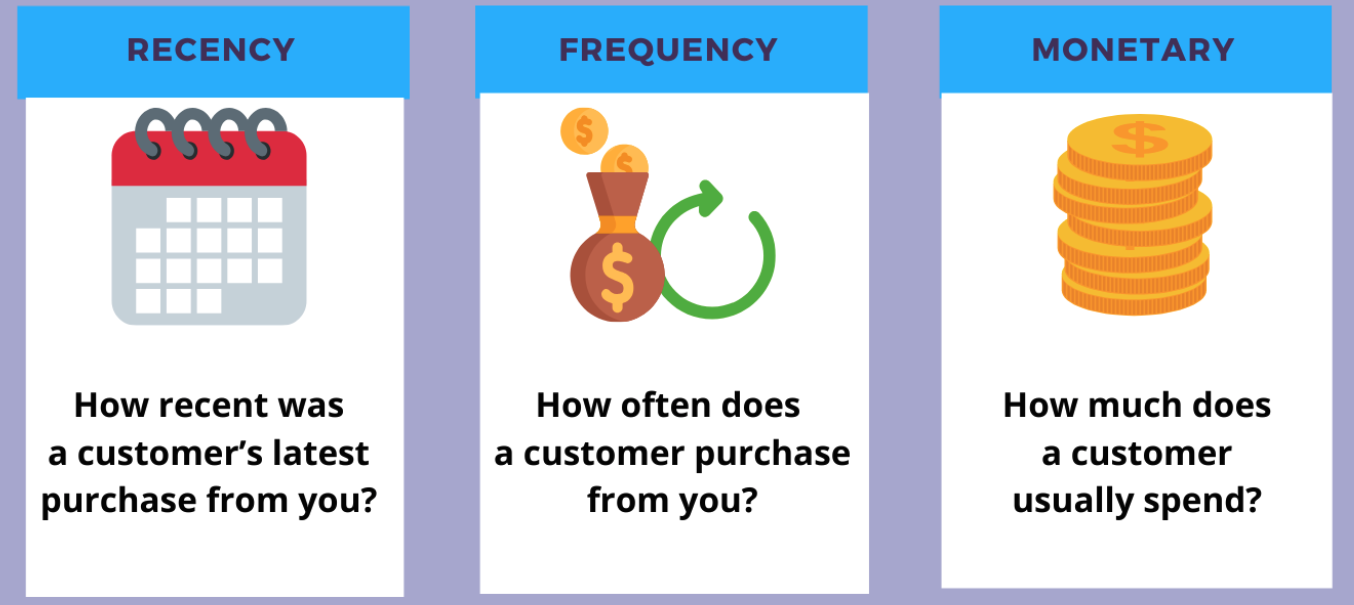 RECENCY
How recent was
a customer’s latest
purchase from you?
FREQUENCY
$
$
$
How often does
a customer purchase
from you?
MONETARY
$
How much does
a customer
usually spend?